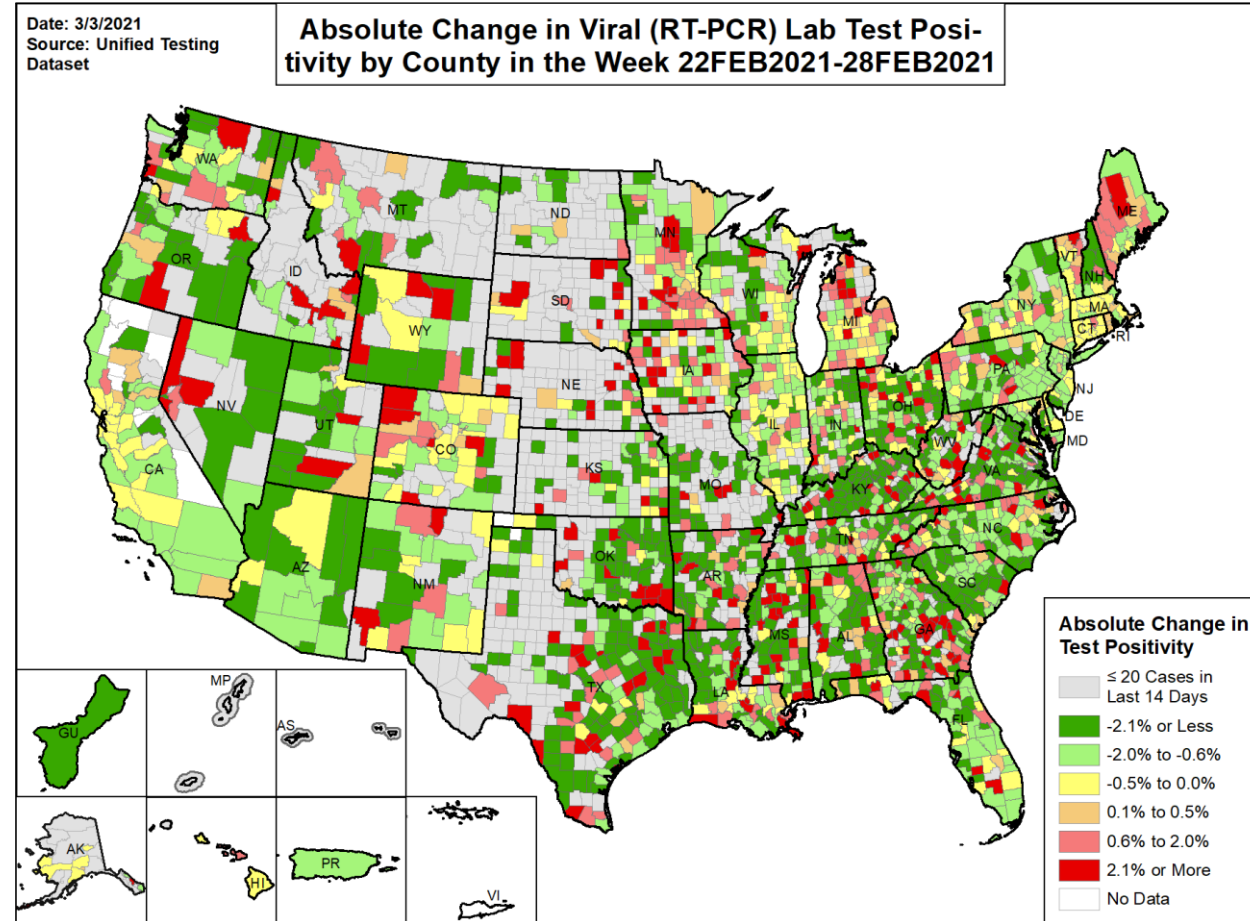 Date: 3/3/2021
Source: Unified Testing
Dataset
Absolute Change in Viral (RT-PCR) Lab Test Posi-
tivity by County in the Week 22FEB2021-28FEB2021
WA
MT
ND
MN
ME
OR
ID
SD
WI
VT
NH
NY
MA
CT
RI
WY
MI
IA
NE
PA
NJ
NV
UT
CO
IL
IN
OH
DE
MD
CA
KS
MO
WV
VA
KY
NC
TN
AZ
NM
OK
AR
SC
MS
AL
GA
TX
LA
FL
GU
MP
AS
AK
HI
PR
VI
Absolute Change in
Test Positivity
≤ 20 Cases in
Last 14 Days
-2.1% or Less
-2.0% to -0.6%
-0.5% to 0.0%
0.1% to 0.5%
0.6% to 2.0%
2.1% or More
No Data